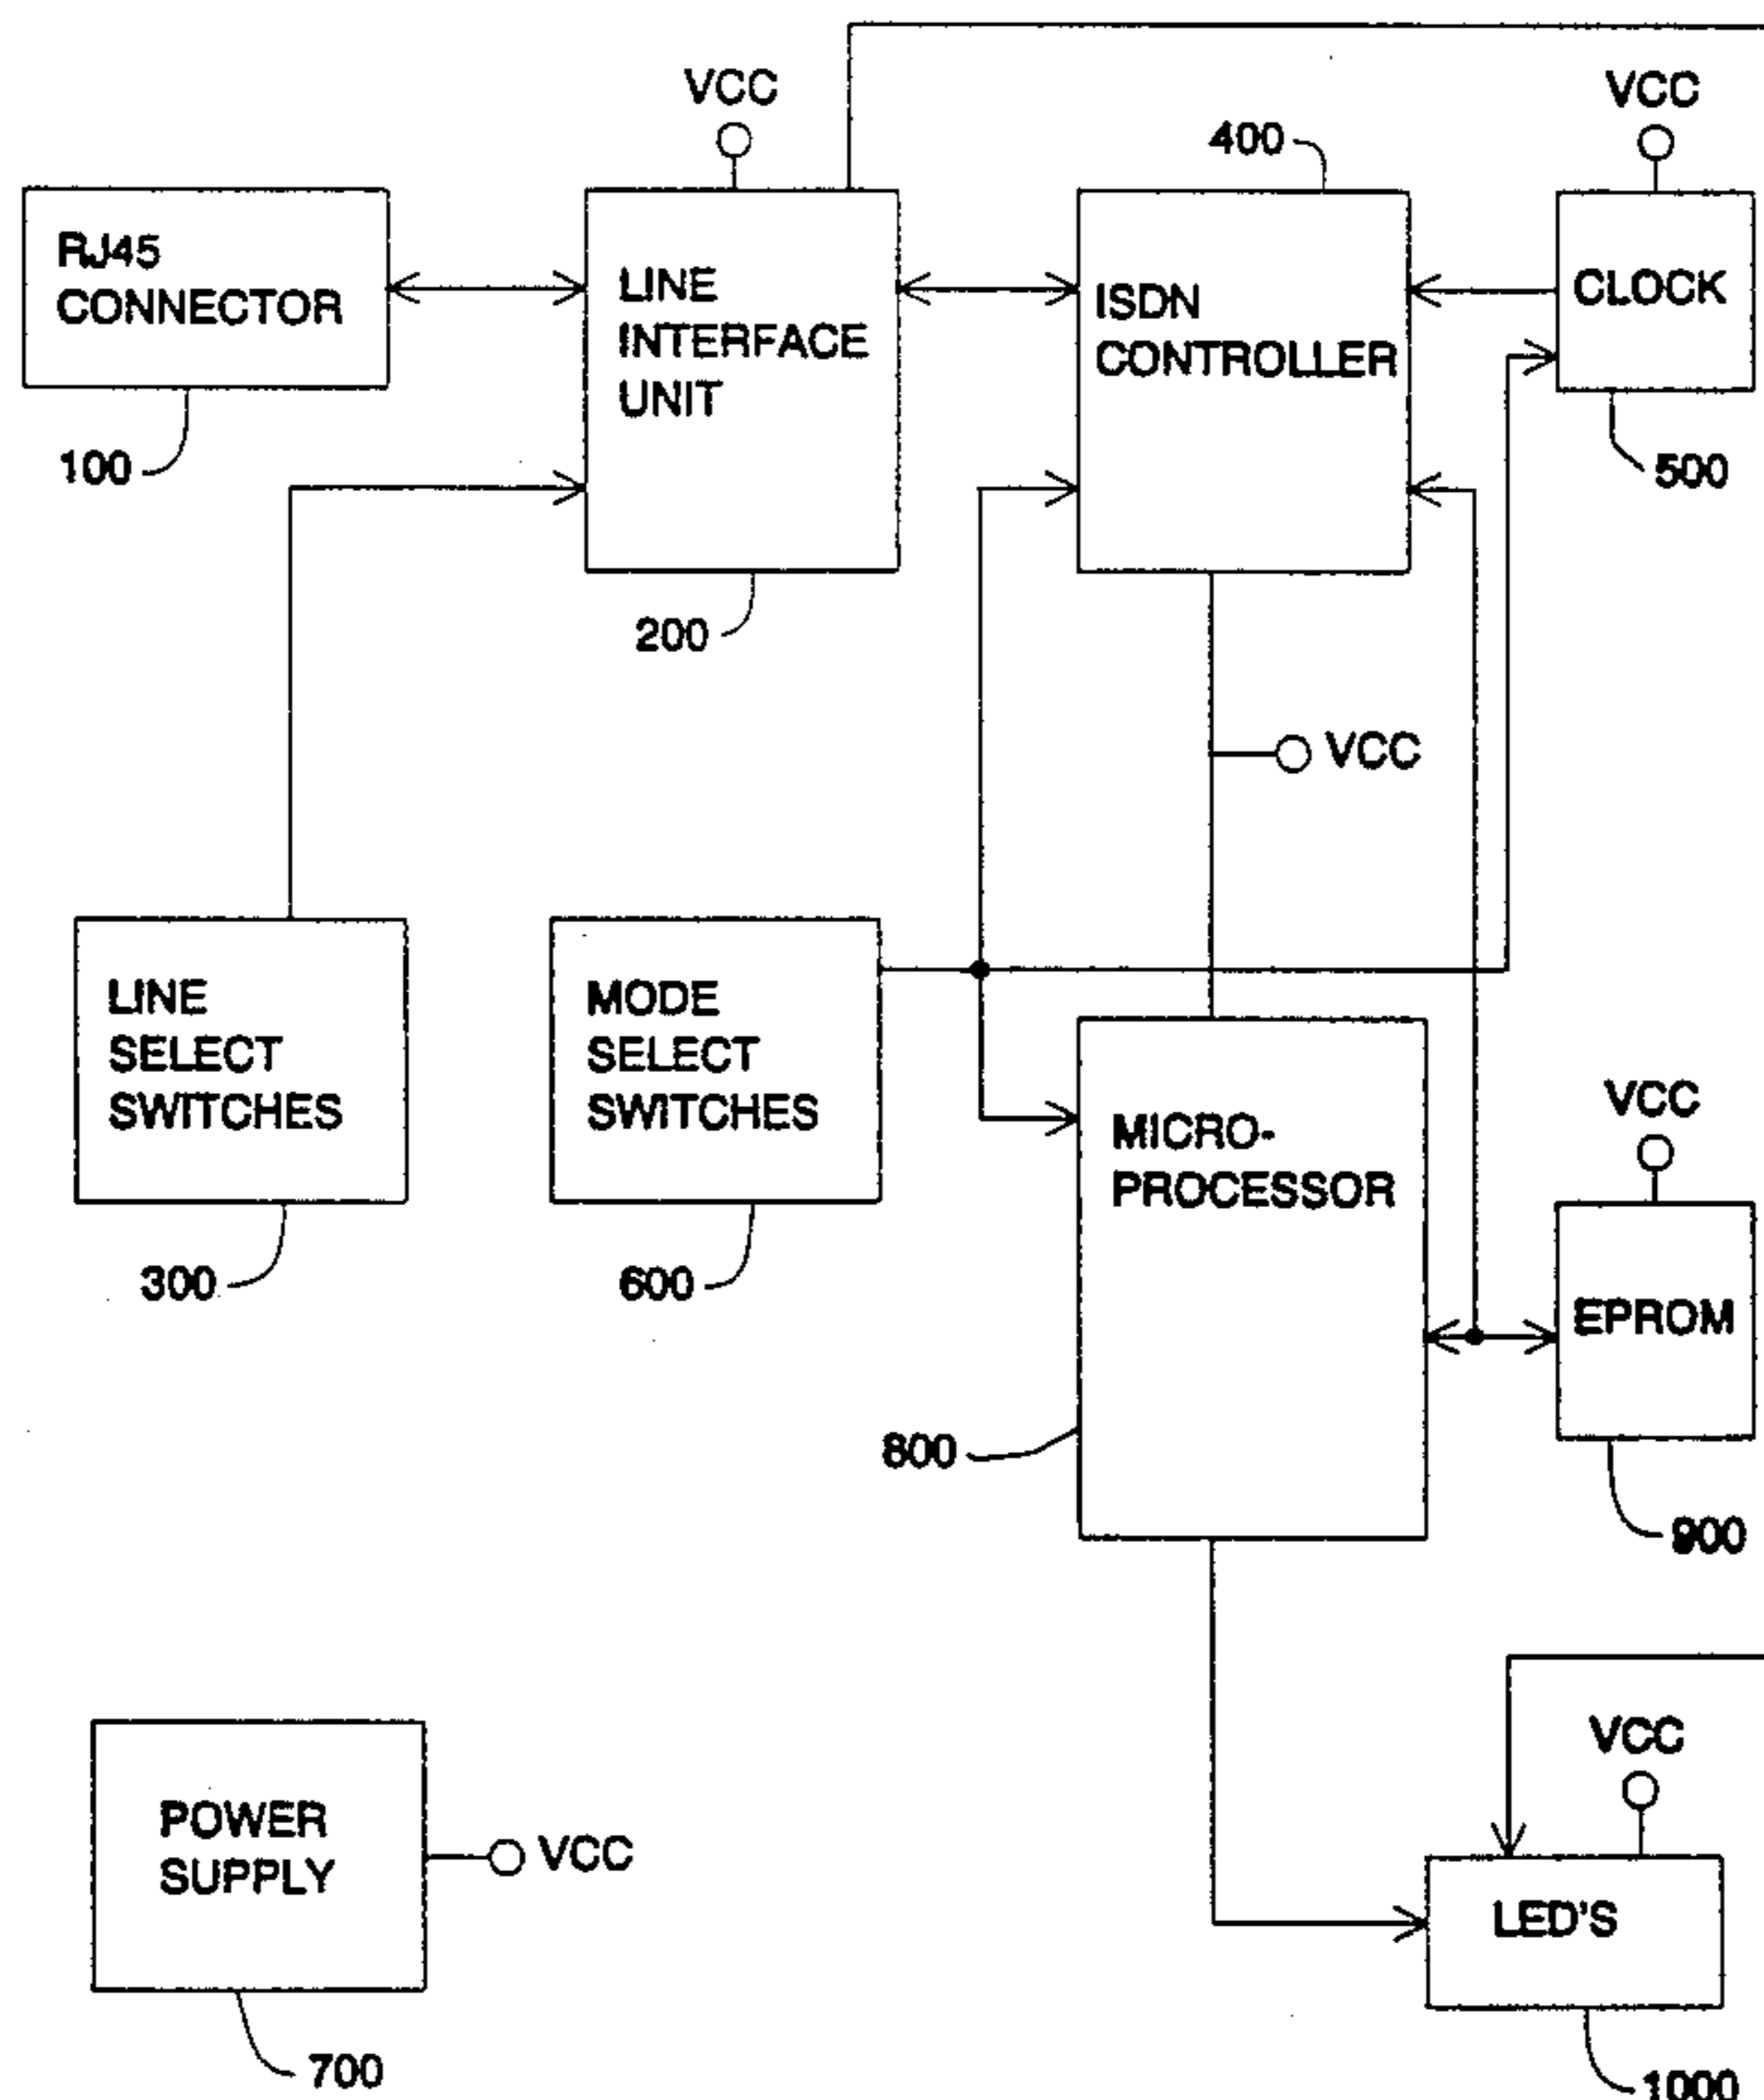 VCC
VCC
400
RJ45
CONNECTOR
LINE
INTERFACE
UNIT
ISDN
CONTROLLER
CLOCK
100
500
200
VCC
LINE
SELECT
SWITCHES
MODE
SELECT
SWITCHES
MICRO-
PROCESSOR
VCC
300
600
EPROM
800
900
VCC
POWER
SUPPLY
VCC
LED'S
700
1000